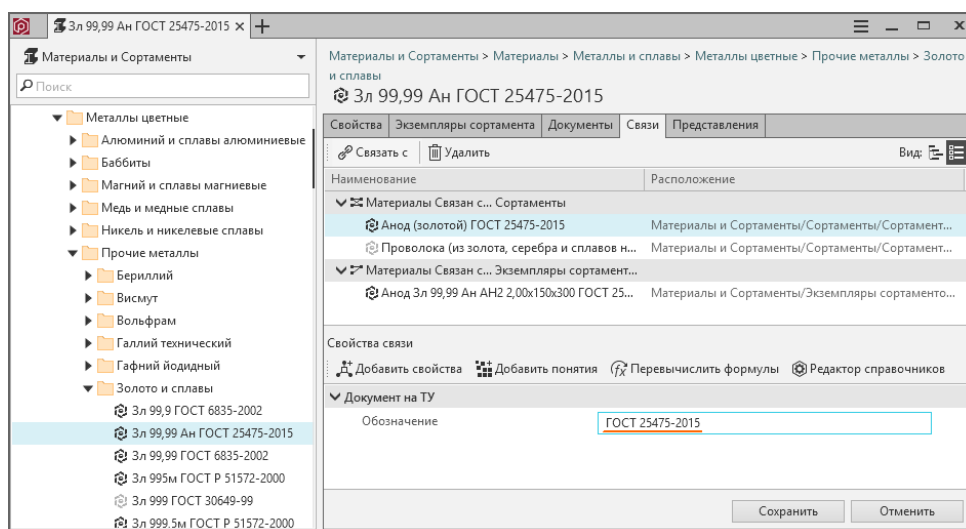 Зл 99,99 Ан ГОСТ 25475-2015
Материалы и Сортаменты
Поиск
Металлы цветные
Алюминий и сплавы алюминиевые
Баббиты
Магний и сплавы магниевые
Медь и медные сплавы
Никель и никелевые сплавы
Прочие металлы
Бериллий
Висмут
Вольфрам
Галлий технический
Гафний йодидный
Золото и сплавы
Зл 99,9 ГОСТ 6835-2002
Зл 99,99 Ан ГОСТ 25475-2015
Зл 99,99 ГОСТ 6835-2002
Зл 995м ГОСТ Р 51572-2000
Зл 999 ГОСТ 30649-99
Зл 999.5м ГОСТ Р 51572-2000
Материалы и Сортаменты > Материалы > Металлы и сплавы > Металлы цветные > Прочие металлы > Золото
и сплавы
Зл 99,99 Ан ГОСТ 25475-2015
Свойства Экземпляры сортамента Документы Связи Представления
Связать с Удалить Вид:
Наименование Расположение
Материалы Связан с... Сортаменты
Анод (золотой) ГОСТ 25475-2015 Материалы и Сортаменты/Сортаменты/Сортамент...
Проволока (из золота, серебра и сплавов н... Материалы и Сортаменты/Сортаменты/Сортамент...
Материалы Связан с... Экземпляры сортамент...
Анод Зл 99,99 Ан АН2 2,00x150x300 ГОСТ 25... Материалы и Сортаменты/Экземпляры сортаменто...
Свойства связи
Добавить свойства Добавить понятия Перевычислить формулы Редактор справочников
Документ на ТУ
Обозначение ГОСТ 25475-2015
Сохранить Отменить